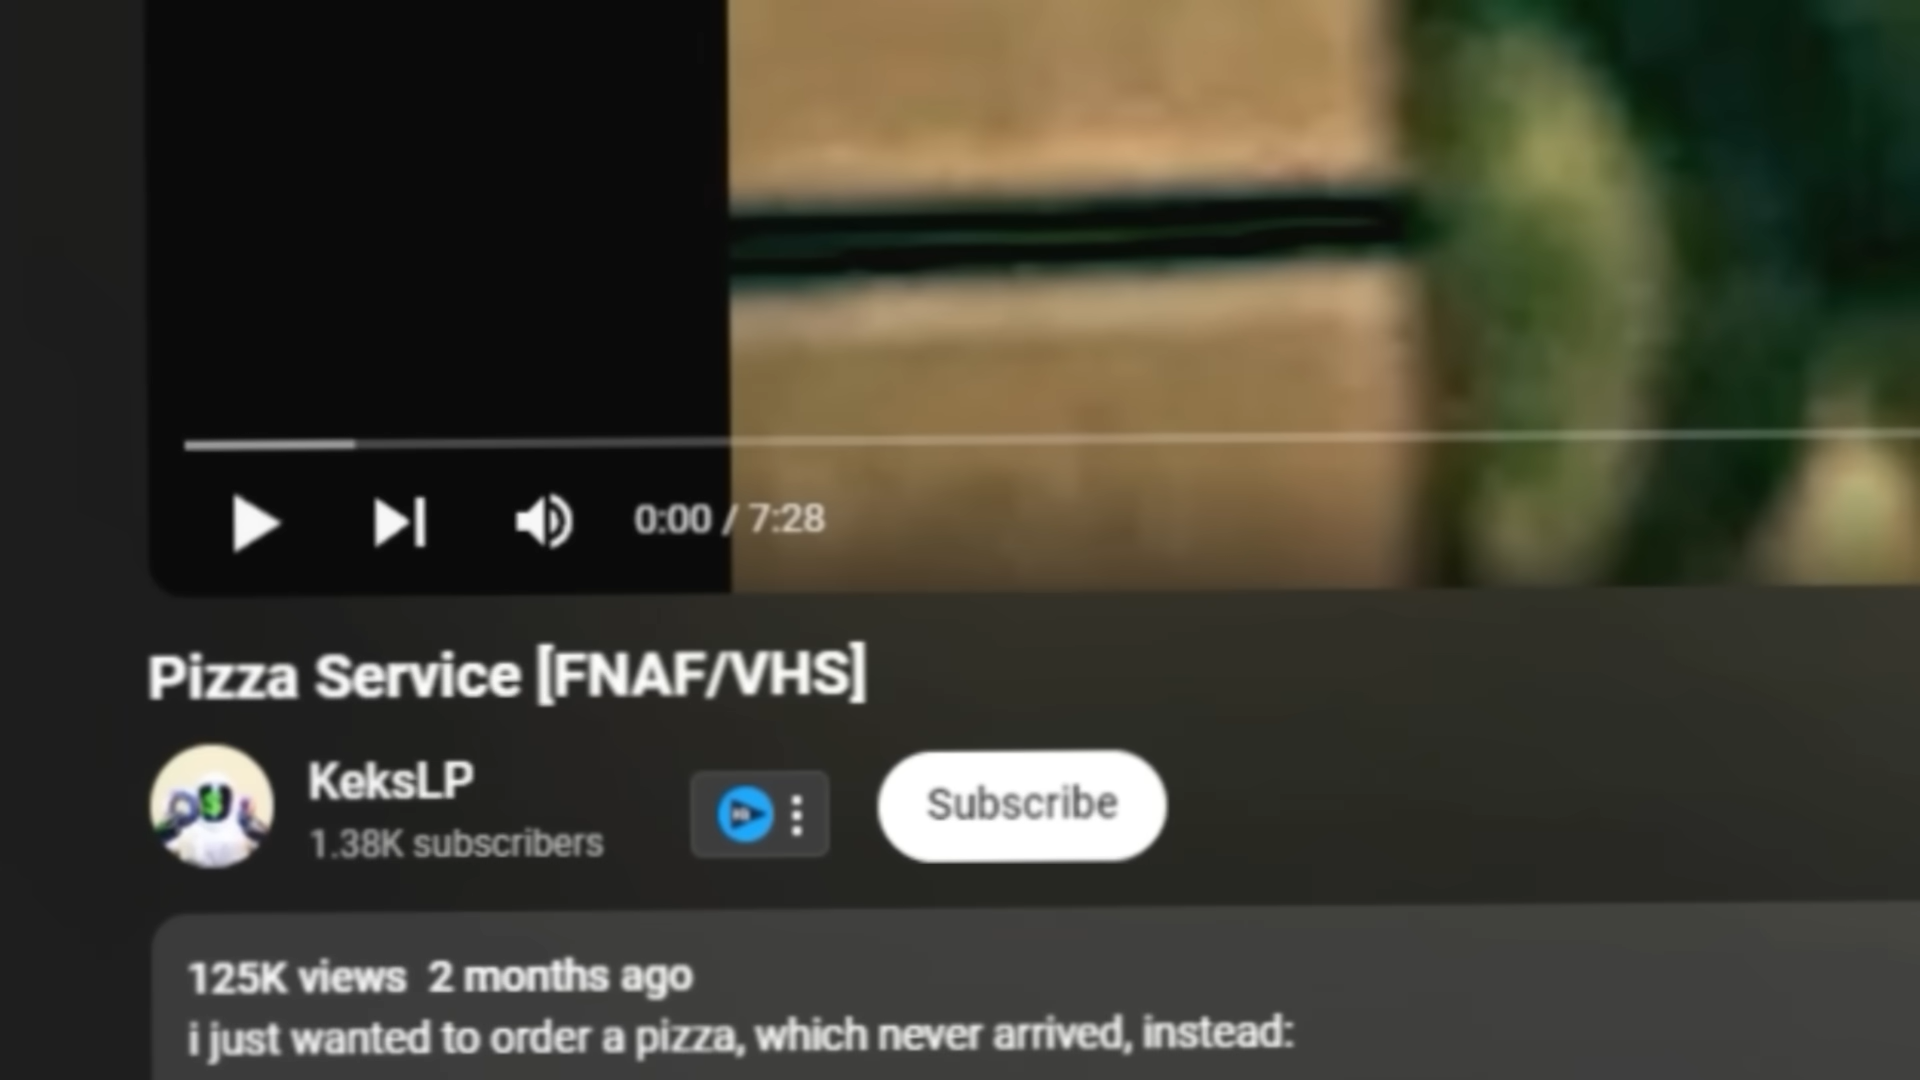 0:00 / 7:28
Pizza Service [FNAF/VHS]
KeksLP
1.38K subscribers
Subscribe
125K views 2 months ago
i just wanted to order a pizza, which never arrived, instead: